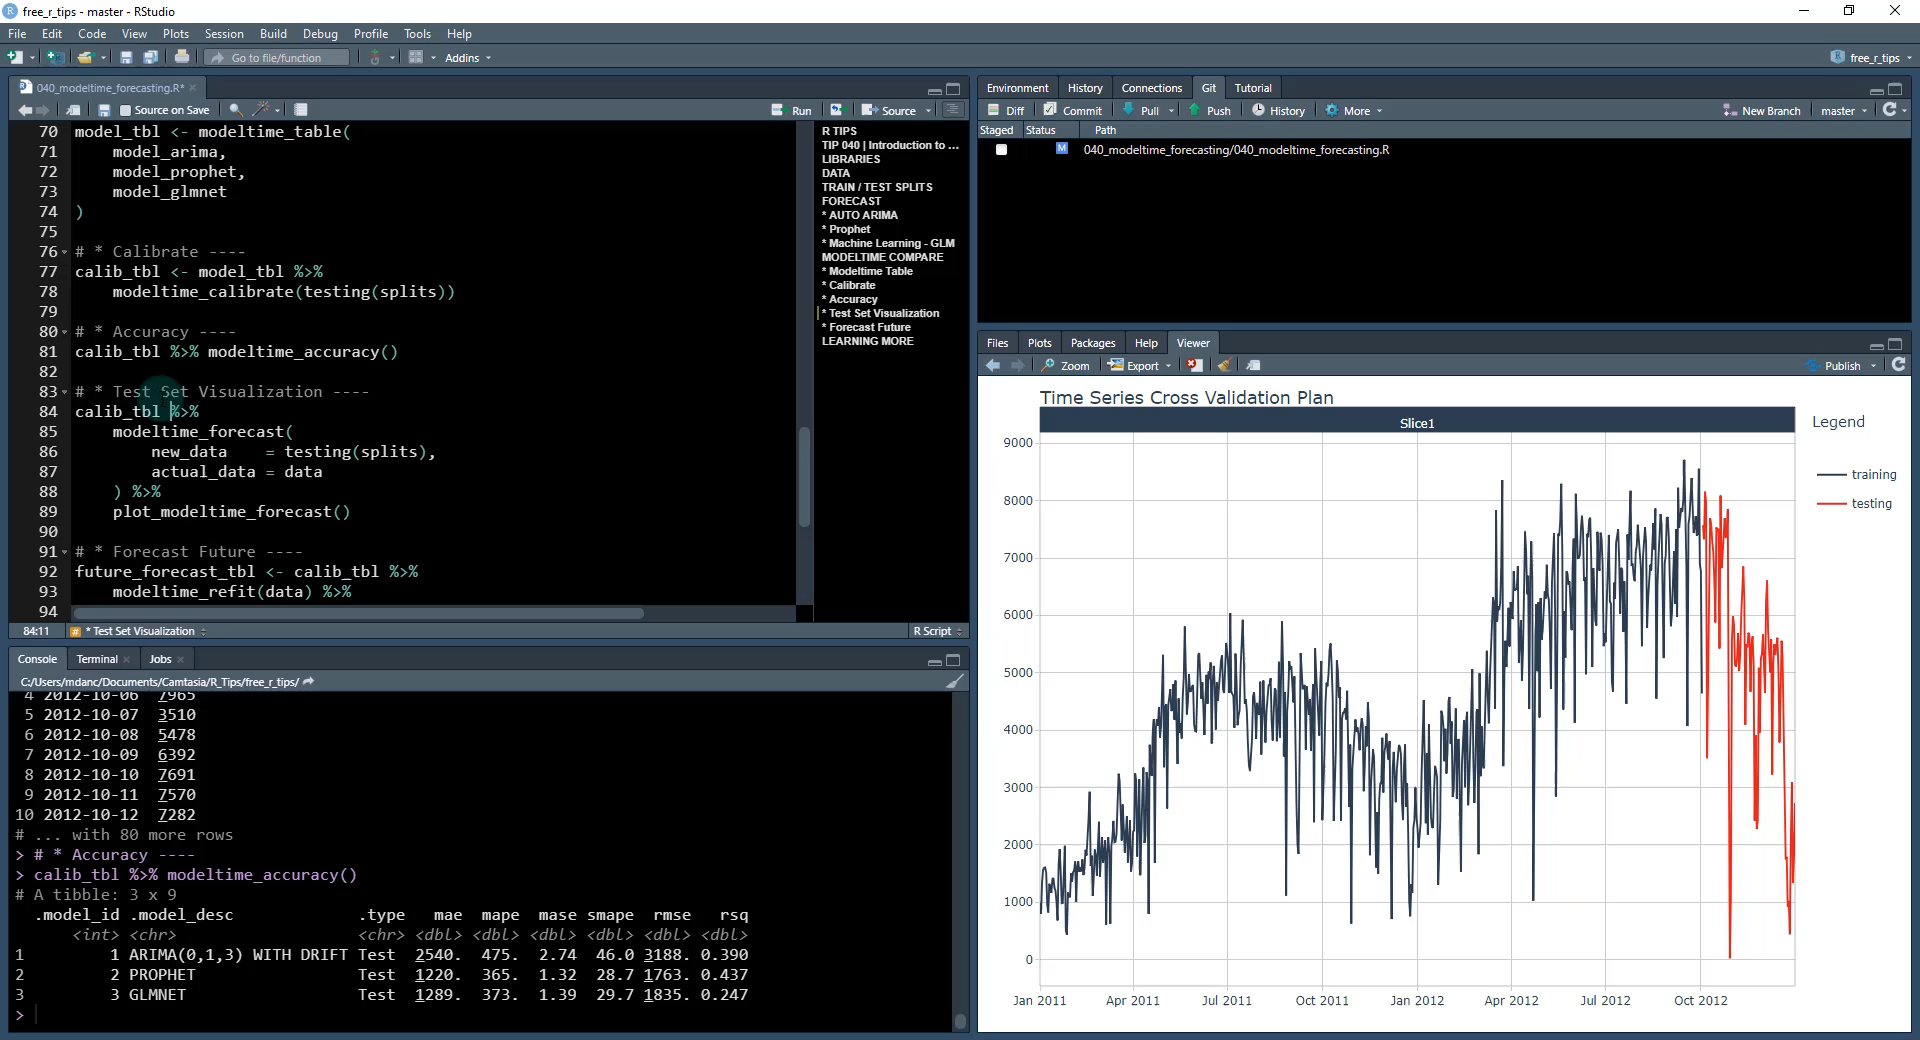 free_r_tips - master - RStudio
File Edit Code View Plots Session Build Debug Profile Tools Help
Go to file/function Addins free_r_tips
040_modeltime_forecasting.R*
Source on Save Run Source
70 model_tbl <- modeltime_table(
71 model_arima,
72 model_prophet,
73 model_glmnet
74 )
75
76 # * Calibrate ----
77 calib_tbl <- model_tbl %>%
78 modeltime_calibrate(testing(splits))
79
80 # * Accuracy ----
81 calib_tbl %>% modeltime_accuracy()
82
83 # * Test Set Visualization ----
84 calib_tbl %>%
85 modeltime_forecast(
86 new_data = testing(splits),
87 actual_data = data
88 ) %>%
89 plot_modeltime_forecast()
90
91 # * Forecast Future ----
92 future_forecast_tbl <- calib_tbl %>%
93 modeltime_refit(data) %>%
94
R TIPS
TIP 040 | Introduction to ...
LIBRARIES
DATA
TRAIN / TEST SPLITS
FORECAST
* AUTO ARIMA
* Prophet
* Machine Learning - GLM
MODELTIME COMPARE
* Modeltime Table
* Calibrate
* Accuracy
* Test Set Visualization
* Forecast Future
LEARNING MORE
84:11 # * Test Set Visualization R Script
Console Terminal Jobs
C:/Users/mdanc/Documents/Camtasia/R_Tips/free_r_tips/
4 2012-10-06 7965
5 2012-10-07 3510
6 2012-10-08 5478
7 2012-10-09 6392
8 2012-10-10 7691
9 2012-10-11 7570
10 2012-10-12 7282
# ... with 80 more rows
> # * Accuracy ----
> calib_tbl %>% modeltime_accuracy()
# A tibble: 3 x 9
.model_id .model_desc .type mae mape mase smape rmse rsq
<int> <chr> <chr> <dbl> <dbl> <dbl> <dbl> <dbl> <dbl>
1 1 ARIMA(0,1,3) WITH DRIFT Test 2540. 475. 2.74 46.0 3188. 0.390
2 2 PROPHET Test 1220. 365. 1.32 28.7 1763. 0.437
3 3 GLMNET Test 1289. 373. 1.39 29.7 1835. 0.247
>
Environment History Connections Git Tutorial
Diff Commit Pull Push History More New Branch master
Staged Status Path
M 040_modeltime_forecasting/040_modeltime_forecasting.R
Files Plots Packages Help Viewer
Zoom Export Publish
Time Series Cross Validation Plan
Slice1
Legend
training
testing
9000
8000
7000
6000
5000
4000
3000
2000
1000
0
Jan 2011 Apr 2011 Jul 2011 Oct 2011 Jan 2012 Apr 2012 Jul 2012 Oct 2012